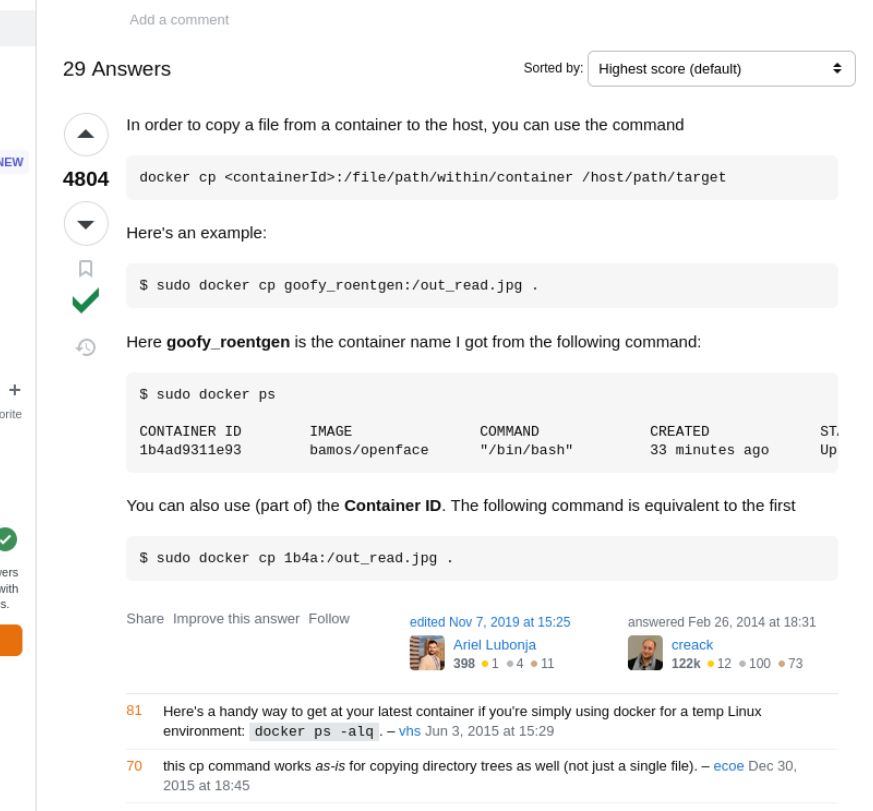 Add a comment
29 Answers
Sorted by:
Highest score (default)
In order to copy a file from a container to the host, you can use the command
NEW
4804
docker cp <containerId>:/file/path/within/container /host/path/target
Here's an example:
$ sudo docker cp goofy_roentgen:/out_read.jpg .
Here goofy_roentgen is the container name I got from the following command:
$ sudo docker ps
CONTAINER ID IMAGE COMMAND CREATED
1b4ad9311e93 bamos/openface "/bin/bash" 33 minutes ago Up
You can also use (part of) the Container ID. The following command is equivalent to the first
$ sudo docker cp 1b4a:/out_read.jpg .
with
Share Improve this answer Follow
edited Nov 7, 2019 at 15:25
Ariel Lubonja
398 1 4 11
answered Feb 26, 2014 at 18:31
creack
122k 12 100 73
81 Here's a handy way to get at your latest container if you're simply using docker for a temp Linux
environment: docker ps -alq . – vhs Jun 3, 2015 at 15:29
70 this cp command works as-is for copying directory trees as well (not just a single file). – ecoe Dec 30,
2015 at 18:45